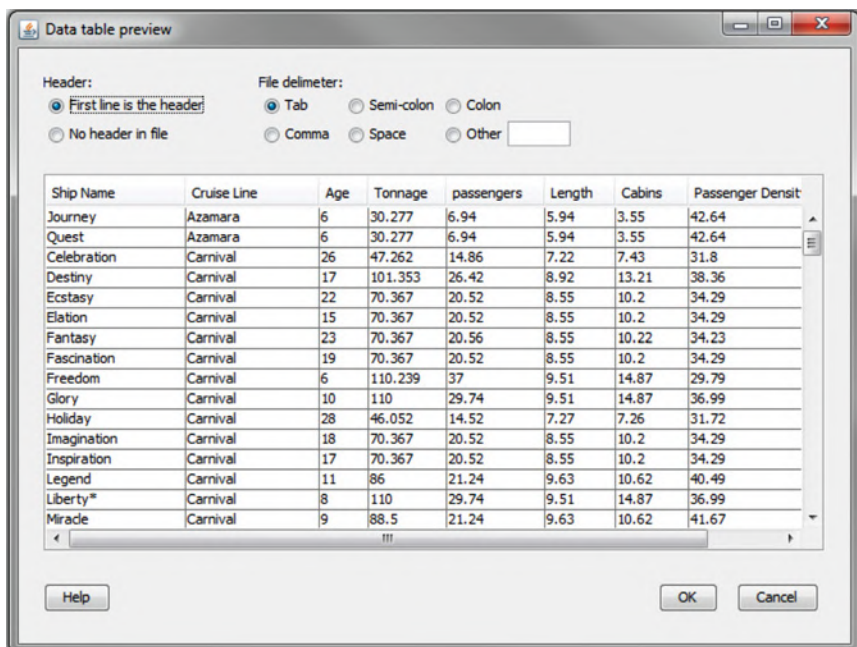 Data table preview
Header: File delimeter:
First line is the header Tab Semi-colon Colon
No header in file Comma Space Other
Ship Name Cruise Line Age Tonnage passengers Length Cabins Passenger Densit
Journey Azamara 6 30.277 6.94 5.94 3.55 42.64
Quest Azamara 6 30.277 6.94 5.94 3.55 42.64
Celebration Carnival 26 47.262 14.86 7.22 7.43 31.8
Destiny Carnival 17 101.353 26.42 8.92 13.21 38.36
Ecstasy Carnival 22 70.367 20.52 8.55 10.2 34.29
Elation Carnival 15 70.367 20.52 8.55 10.2 34.29
Fantasy Carnival 23 70.367 20.56 8.55 10.22 34.23
Fascination Carnival 19 70.367 20.52 8.55 10.2 34.29
Freedom Carnival 6 110.239 37 9.51 14.87 29.79
Glory Carnival 10 110 29.74 9.51 14.87 36.99
Holiday Carnival 28 46.052 14.52 7.27 7.26 31.72
Imagination Carnival 18 70.367 20.52 8.55 10.2 34.29
Inspiration Carnival 17 70.367 20.52 8.55 10.2 34.29
Legend Carnival 11 86 21.24 9.63 10.62 40.49
Liberty* Carnival 8 110 29.74 9.51 14.87 36.99
Miracle Carnival 9 88.5 21.24 9.63 10.62 41.67
Help OK Cancel